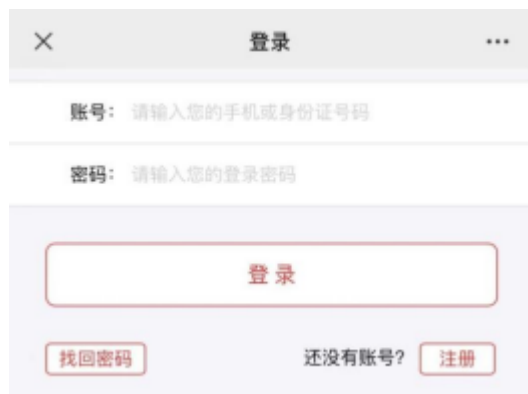 登录
账号： 请输入您的手机或身份证号码
密码： 请输入您的登录密码
登录
找回密码 还没有账号? 注册